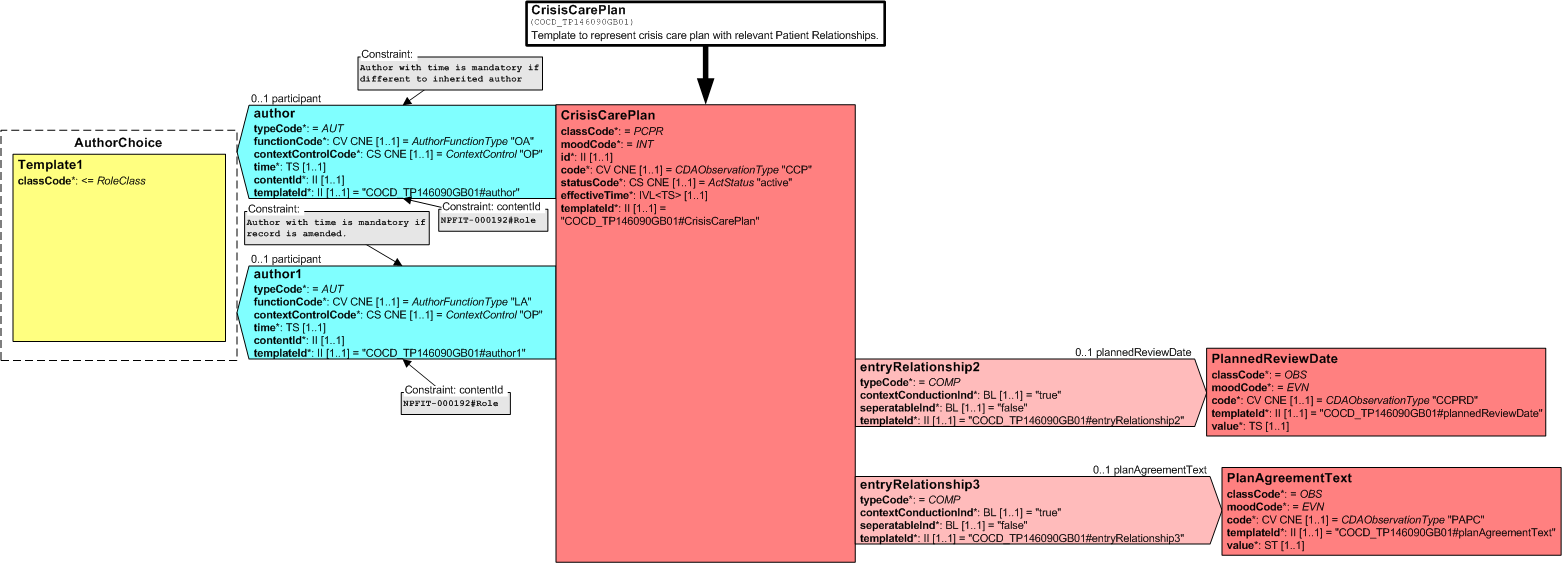 CrisisCarePlan
(COCD_TP146090GB01)
Template to represent crisis care plan with relevant Patient Relationships.
Constraint:
Author with time is mandatory if
different to inherited author
0..1 participant
author
typeCode*: = AUT
functionCode*: CV CNE [1..1] = AuthorFunctionType "OA"
contextControlCode*: CS CNE [1..1] = ContextControl "OP"
time*: TS [1..1]
contentId*: II [1..1]
templateId*: II [1..1] = "COCD_TP146090GB01#author"
AuthorChoice
Template1
classCode*: <= RoleClass
Constraint: contentId
NPFIT-000192#Role
Constraint:
Author with time is mandatory if
record is amended.
0..1 participant
author1
typeCode*: = AUT
functionCode*: CV CNE [1..1] = AuthorFunctionType "LA"
contextControlCode*: CS CNE [1..1] = ContextControl "OP"
time*: TS [1..1]
contentId*: II [1..1]
templateId*: II [1..1] = "COCD_TP146090GB01#author1"
Constraint: contentId
NPFIT-000192#Role
CrisisCarePlan
classCode*: = PCPR
moodCode*: = INT
id*: II [1..1]
code*: CV CNE [1..1] = CDAObservationType "CCP"
statusCode*: CS CNE [1..1] = ActStatus "active"
effectiveTime*: IVL<TS> [1..1]
templateId*: II [1..1] =
"COCD_TP146090GB01#CrisisCarePlan"
0..1 plannedReviewDate
entryRelationship2
typeCode*: = COMP
contextConductionInd*: BL [1..1] = "true"
seperatableInd*: BL [1..1] = "false"
templateId*: II [1..1] = "COCD_TP146090GB01#entryRelationship2"
PlannedReviewDate
classCode*: = OBS
moodCode*: = EVN
code*: CV CNE [1..1] = CDAObservationType "CCPRD"
templateId*: II [1..1] = "COCD_TP146090GB01#plannedReviewDate"
value*: TS [1..1]
0..1 planAgreementText
entryRelationship3
typeCode*: = COMP
contextConductionInd*: BL [1..1] = "true"
seperatableInd*: BL [1..1] = "false"
templateId*: II [1..1] = "COCD_TP146090GB01#entryRelationship3"
PlanAgreementText
classCode*: = OBS
moodCode*: = EVN
code*: CV CNE [1..1] = CDAObservationType "PAPC"
templateId*: II [1..1] = "COCD_TP146090GB01#planAgreementText"
value*: ST [1..1]